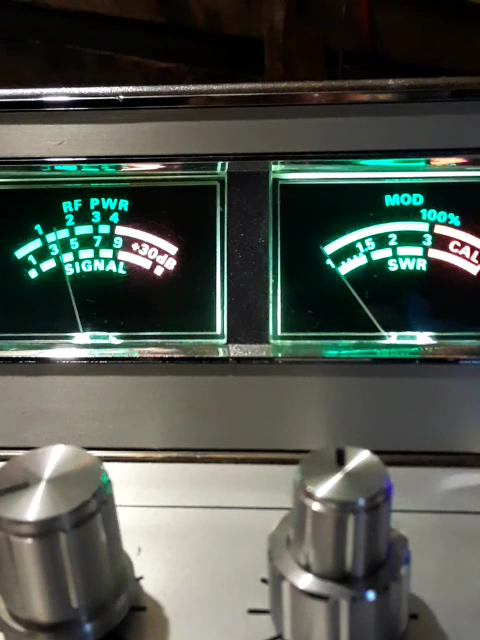 RF PWR
1 2 3 4
1 3 5 7 9 +30dB
SIGNAL
MOD
100%
1 1.5 2 3 CAL
SWR